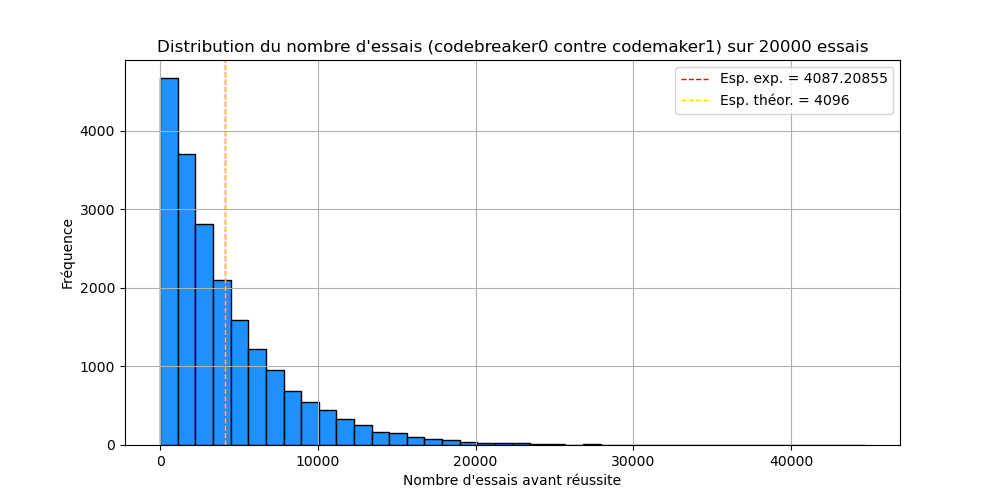 Distribution du nombre d'essais (codebreaker0 contre codemaker1) sur 20000 essais
Esp. exp. = 4087.20855
Esp. théor. = 4096
Fréquence
4000
3000
2000
1000
0
0 10000 20000 30000 40000
Nombre d'essais avant réussite